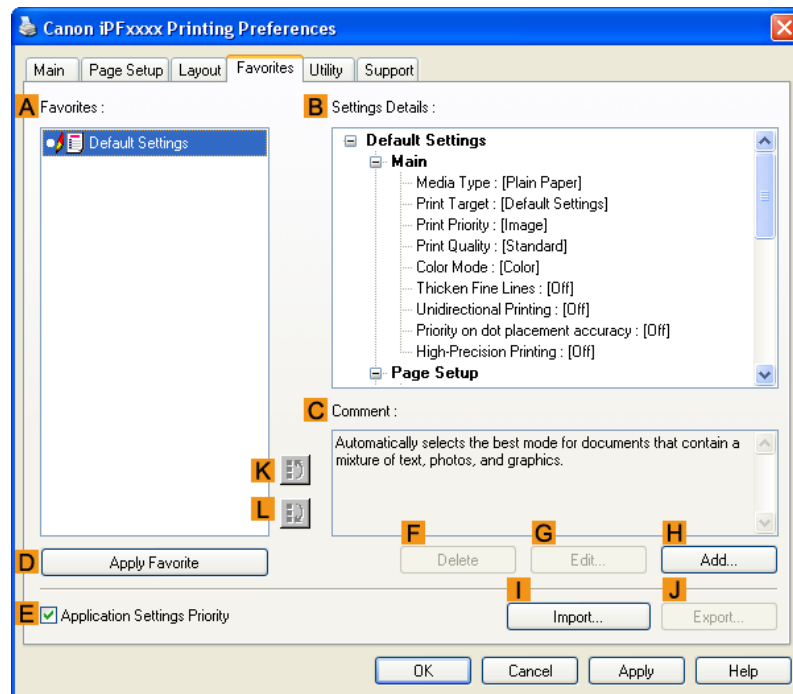 Canon iPFxxxx Printing Preferences
Main Page Setup Layout Favorites Utility Support
A Favorites :
Default Settings
B Settings Details :
Default Settings
Main
Media Type : [Plain Paper]
Print Target : [Default Settings]
Print Priority : [Image]
Print Quality : [Standard]
Color Mode : [Color]
Thicken Fine Lines : [Off]
Unidirectional Printing : [Off]
Priority on dot placement accuracy : [Off]
High-Precision Printing : [Off]
Page Setup
C Comment :
Automatically selects the best mode for documents that contain a
mixture of text, photos, and graphics.
K
L
D Apply Favorite
F Delete
G Edit...
H Add...
E Application Settings Priority
I Import...
J Export...
OK Cancel Apply Help